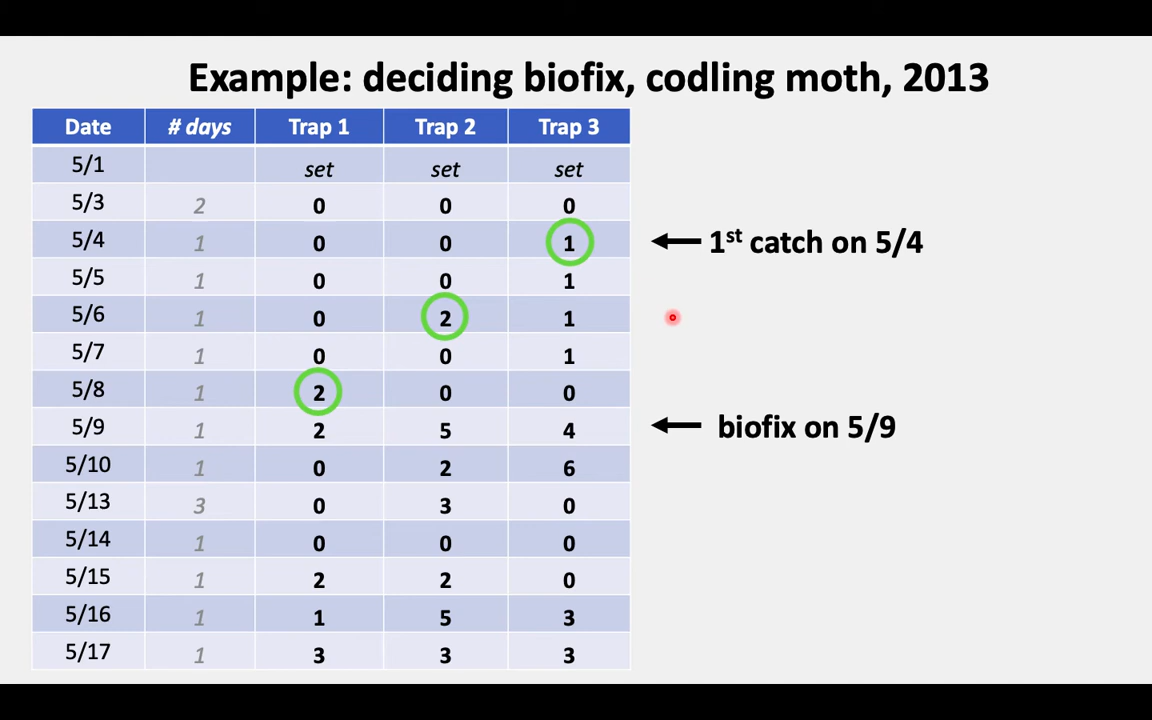 Example: deciding biofix, codling moth, 2013
Date # days Trap 1 Trap 2 Trap 3
5/1 set set set
5/3 2 0 0 0
5/4 1 0 0 1 1st catch on 5/4
5/5 1 0 0 1
5/6 1 0 2 1
5/7 1 0 0 1
5/8 1 2 0 0
5/9 1 2 5 4 biofix on 5/9
5/10 1 0 2 6
5/13 3 0 3 0
5/14 1 0 0 0
5/15 1 2 2 0
5/16 1 1 5 3
5/17 1 3 3 3